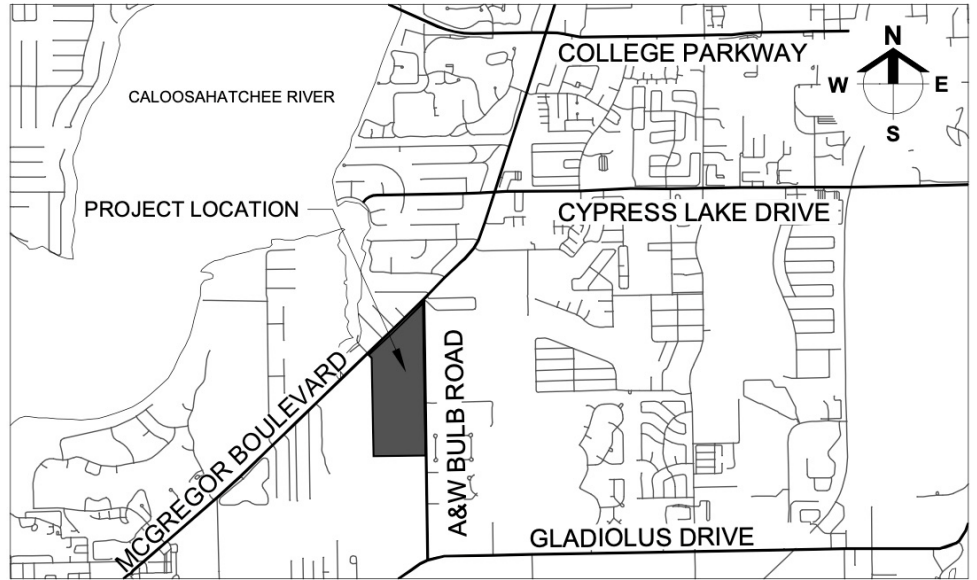 COLLEGE PARKWAY
N
W E
S
CALOOSAHATCHEE RIVER
PROJECT LOCATION
CYPRESS LAKE DRIVE
MCGREGOR BOULEVARD
A&W BULB ROAD
GLADIOLUS DRIVE